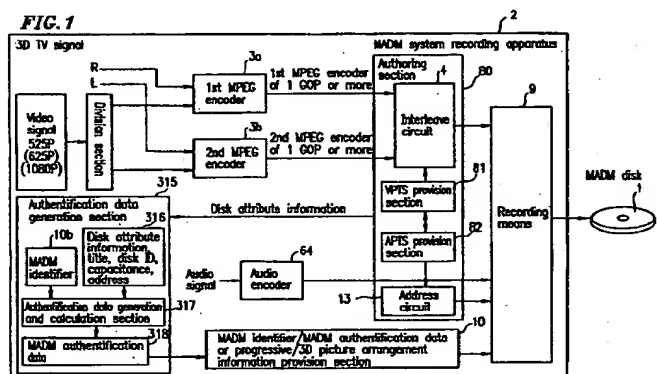 FIG. 1
2
3D TV signal
MADM system recording apparatus
R
L
3a
1st MPEG encoder
1st MPEG encoder of 1 GOP or more
Authoring section
4
80
9
Video signal
525P
(625P)
(1080P)
Division section
3b
2nd MPEG encoder
2nd MPEG encoder of 1 GOP or more
Interleave circuit
Recording means
MADM disk
1
VPTS provision section
81
315
Authentification data generation section
Disk attribute information
82
APTS provision section
316
10b
MADM identifier
Disk attribute information, title, disk ID, capacitance, address
64
Audio signal
Audio encoder
13
Address circuit
317
Authentification data generation and calculation section
318
MADM authentification data
10
MADM identifier/MADM authentification data or progressive/3D picture arrangement information provision section